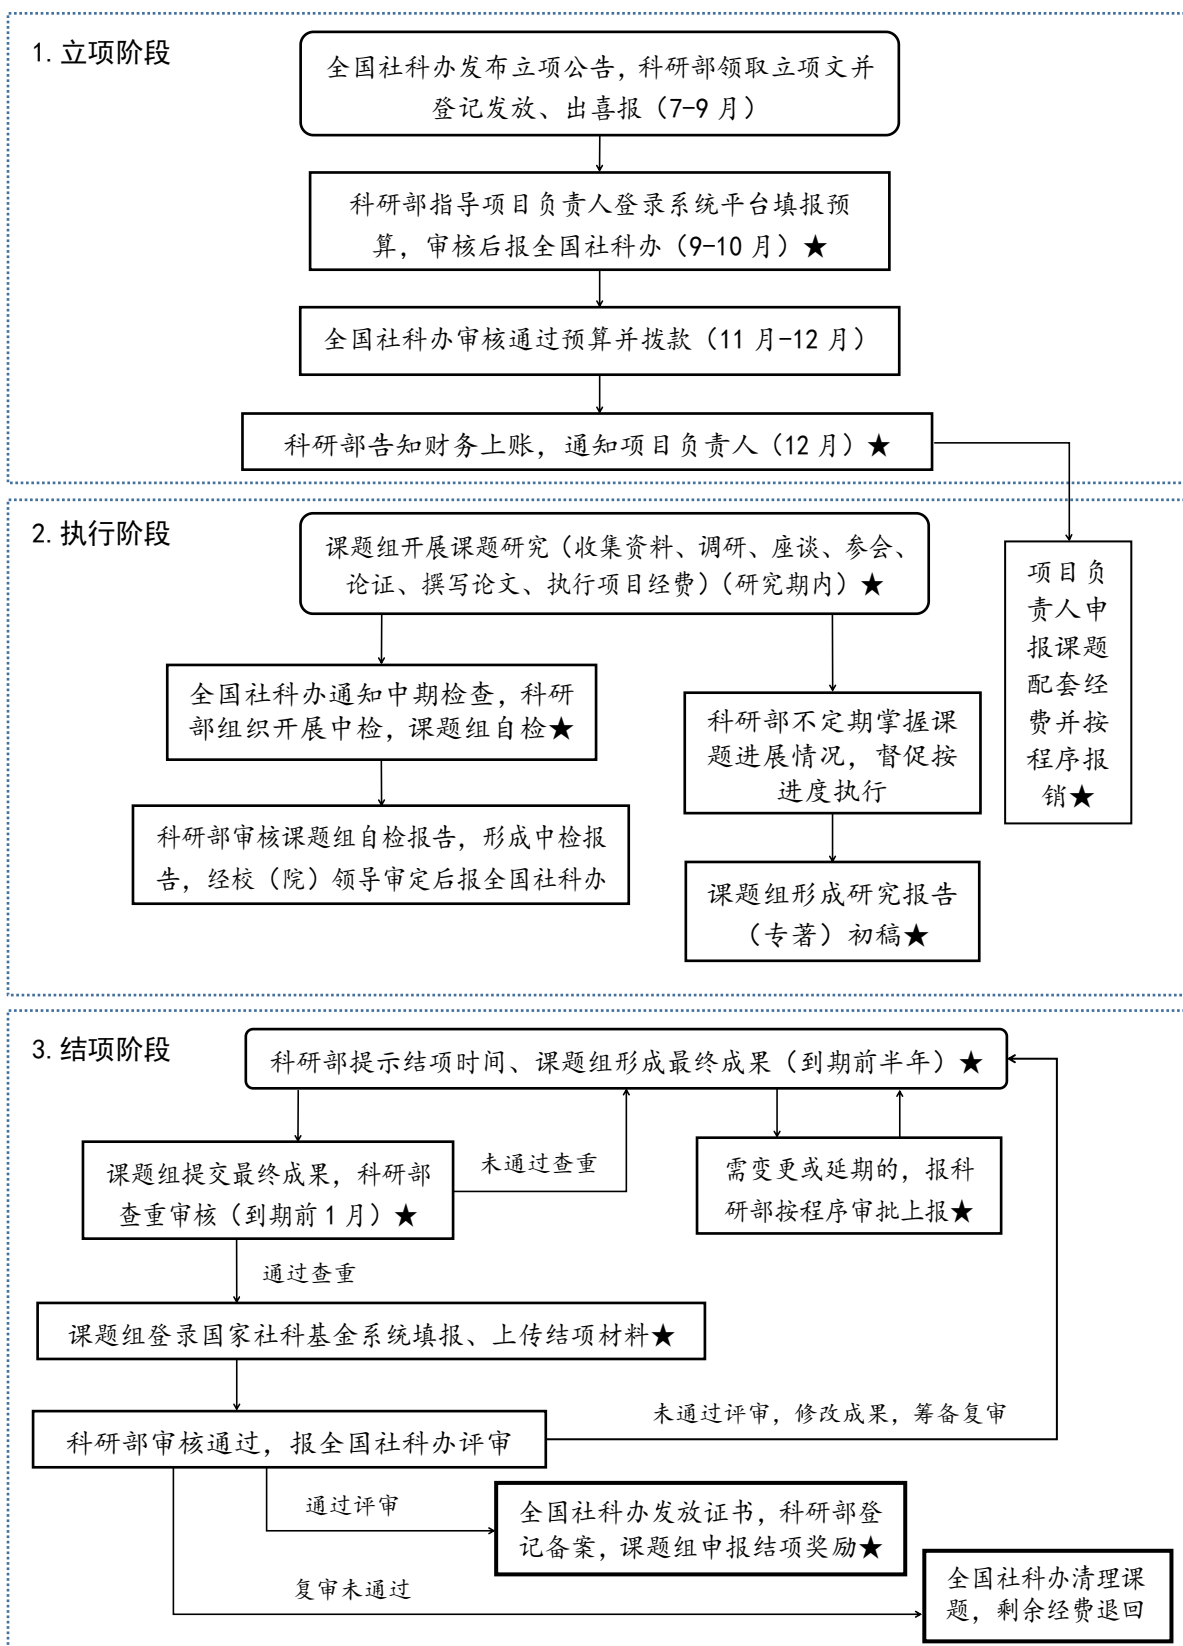 1.立项阶段
全国社科办发布立项公告，科研部领取立项文并
登记发放、出喜报（7-9 月）
科研部指导项目负责人登录系统平台填报预
算，审核后报全国社科办（9-10 月）★
全国社科办审核通过预算并拨款（11 月-12 月）
科研部告知财务上账，通知项目负责人（12 月）★
2.执行阶段
课题组开展课题研究（收集资料、调研、座谈、参会、
论证、撰写论文、执行项目经费）（研究期内）★
全国社科办通知中期检查，科研
部组织开展中检，课题组自检★
科研部审核课题组自检报告，形成中检报
告，经校（院）领导审定后报全国社科办
科研部不定期掌握课
题进展情况，督促按
进度执行
课题组形成研究报告
（专著）初稿★
项目负
责人申
报课题
配套经
费并按
程序报
销★
3.结项阶段
科研部提示结项时间、课题组形成最终成果（到期前半年）★
课题组提交最终成果，科研部
查重审核（到期前 1 月）★
未通过查重
需变更或延期的，报科
研部按程序审批上报★
通过查重
课题组登录国家社科基金系统填报、上传结项材料★
未通过评审，修改成果，筹备复审
科研部审核通过，报全国社科办评审
通过评审
全国社科办发放证书，科研部登
记备案，课题组申报结项奖励★
复审未通过
全国社科办清理课
题，剩余经费退回